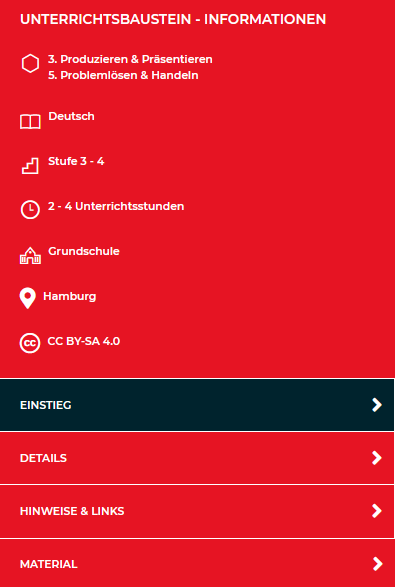 UNTERRICHTSBAUSTEIN - INFORMATIONEN
3. Produzieren & Präsentieren
5. Problemlösen & Handeln
Deutsch
Stufe 3 - 4
2 - 4 Unterrichtsstunden
Grundschule
Hamburg
cc CC BY-SA 4.0
EINSTIEG
DETAILS
HINWEISE & LINKS
MATERIAL